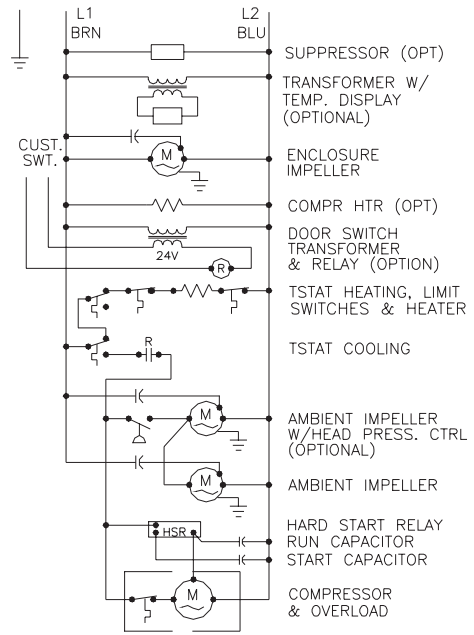 L1
BRN
L2
BLU
SUPPRESSOR (OPT)
TRANSFORMER W/
TEMP. DISPLAY
(OPTIONAL)
CUST.
SWT.
M
ENCLOSURE
IMPELLER
COMPR HTR (OPT)
24V
R
DOOR SWITCH
TRANSFORMER
& RELAY (OPTION)
TSTAT HEATING, LIMIT
SWITCHES & HEATER
R
TSTAT COOLING
M
AMBIENT IMPELLER
W/HEAD PRESS. CTRL
(OPTIONAL)
M
AMBIENT IMPELLER
HSR
HARD START RELAY
RUN CAPACITOR
START CAPACITOR
M
COMPRESSOR
& OVERLOAD